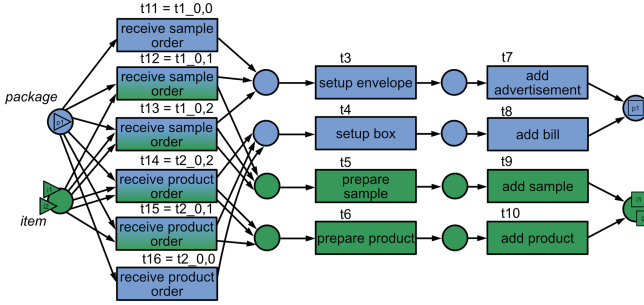 t11 = t1_0,0
receive sample
order
t12 = t1_0,1
receive sample
order
t13 = t1_0,2
receive sample
order
t14 = t2_0,2
receive product
order
t15 = t2_0,1
receive product
order
t16 = t2_0,0
receive product
order
package
p1
i1
i2
item
t3
setup envelope
t4
setup box
t5
prepare
sample
t6
prepare product
t7
add
advertisement
t8
add bill
t9
add sample
t10
add product
p1
i1